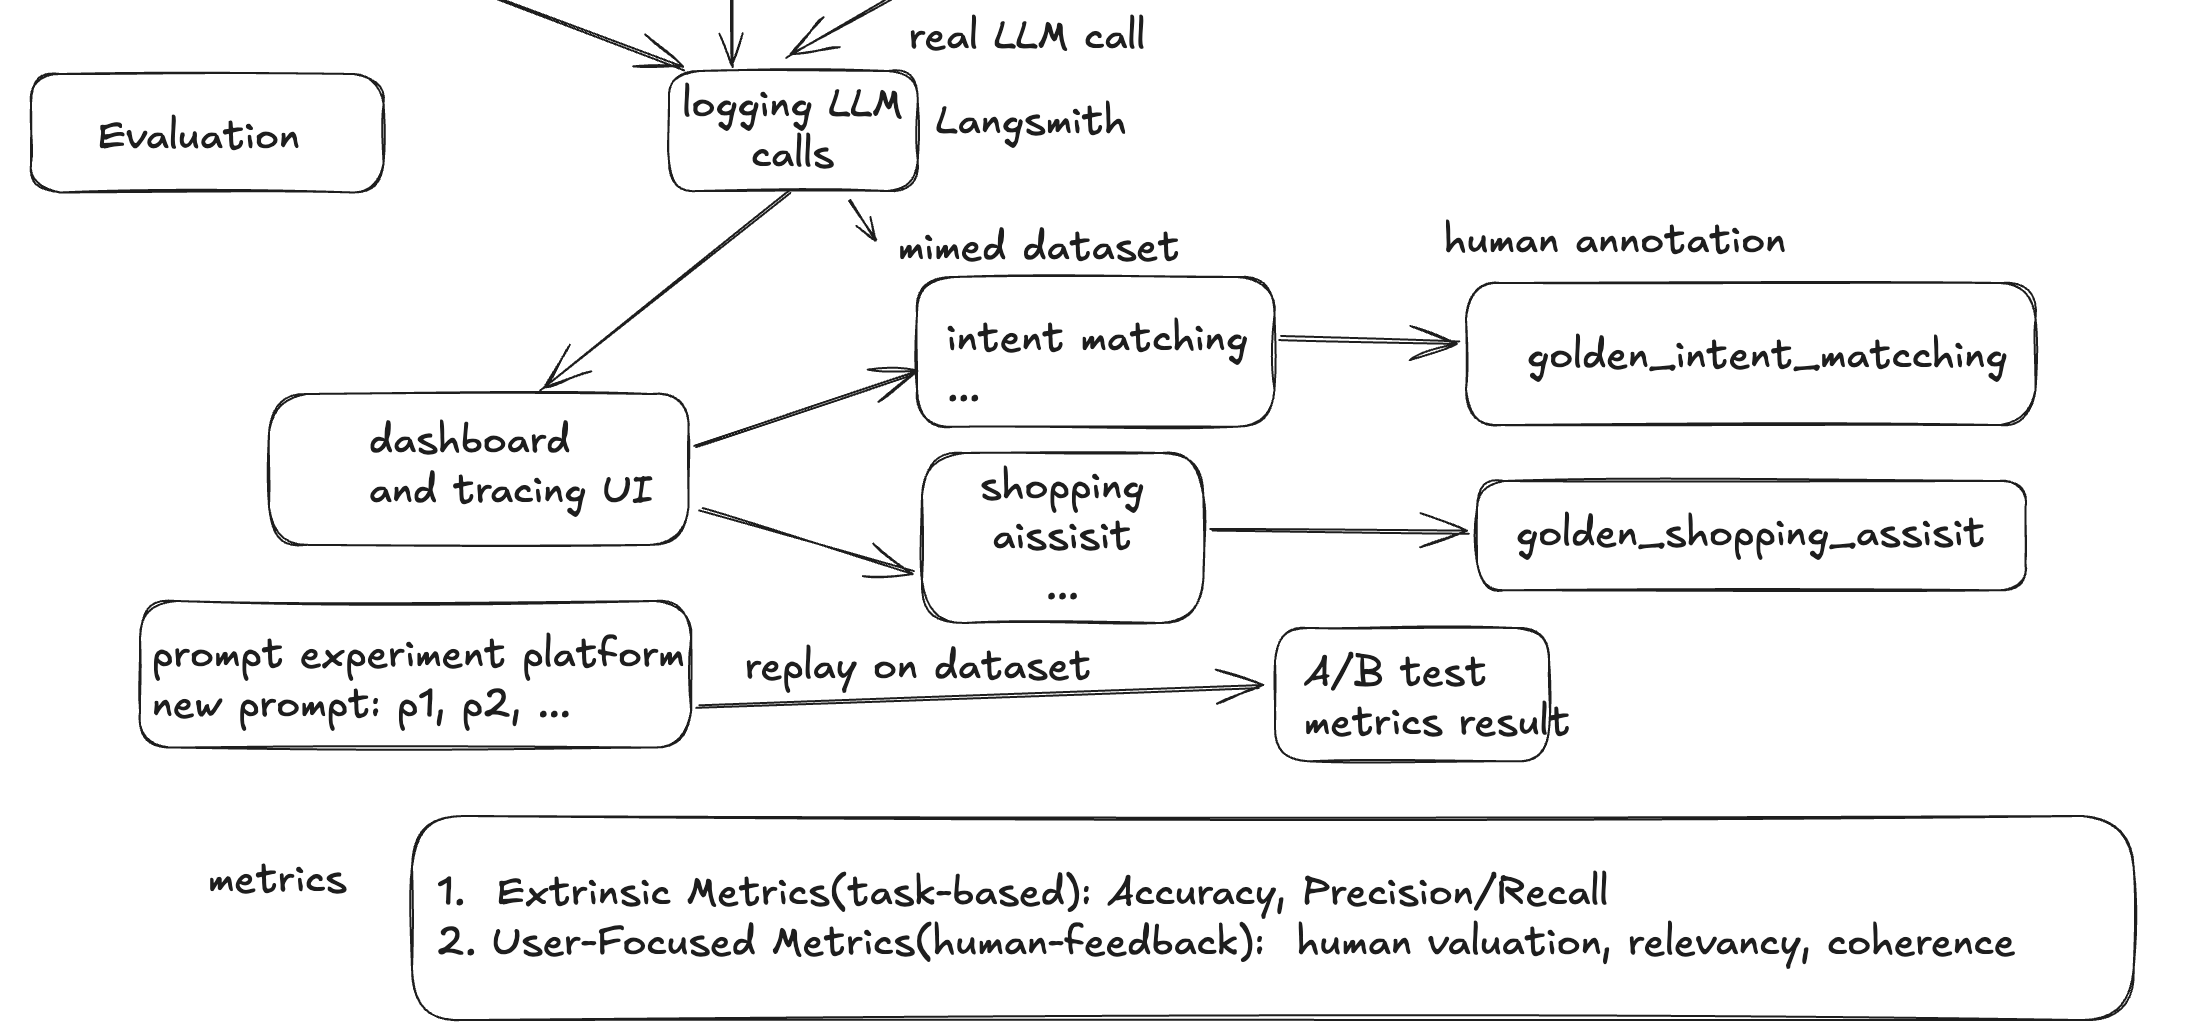 real LLM call
Evaluation
logging LLM
calls
Langsmith
mimed dataset
human annotation
intent matching
...
golden_intent_matcching
dashboard
and tracing UI
shopping
aissisit
...
golden_shopping_assisit
prompt experiment platform
new prompt: p1, p2, ...
replay on dataset
A/B test
metrics result
metrics
1. Extrinsic Metrics(task-based): Accuracy, Precision/Recall
2. User-Focused Metrics(human-feedback): human valuation, relevancy, coherence